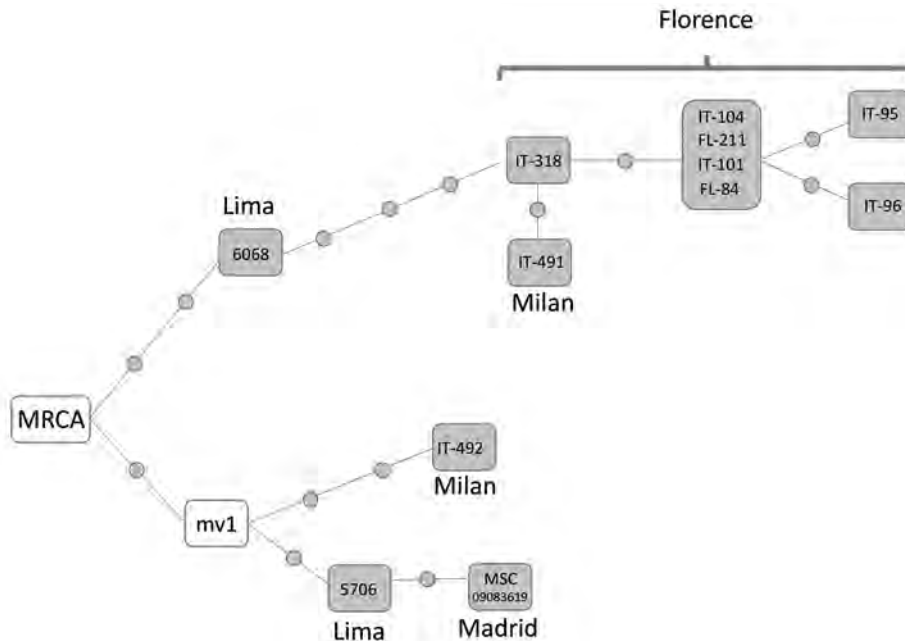 Florence
IT-104
FL-211
IT-101
FL-84
IT-95
IT-318
IT-96
Lima
6068
IT-491
Milan
MRCA
IT-492
Milan
mv1
5706
MSC
09083619
Lima
Madrid